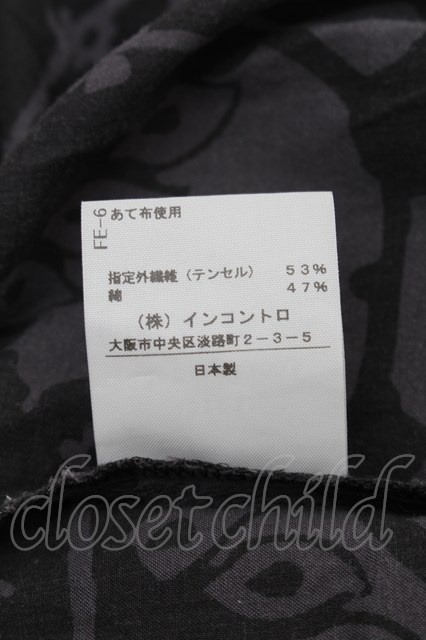 FE-6
あて布使用
指定外繊維（テンセル） 53%
綿 47%
（株）インコントロ
大阪市中央区淡路町2-3-5
日本製
closetchild